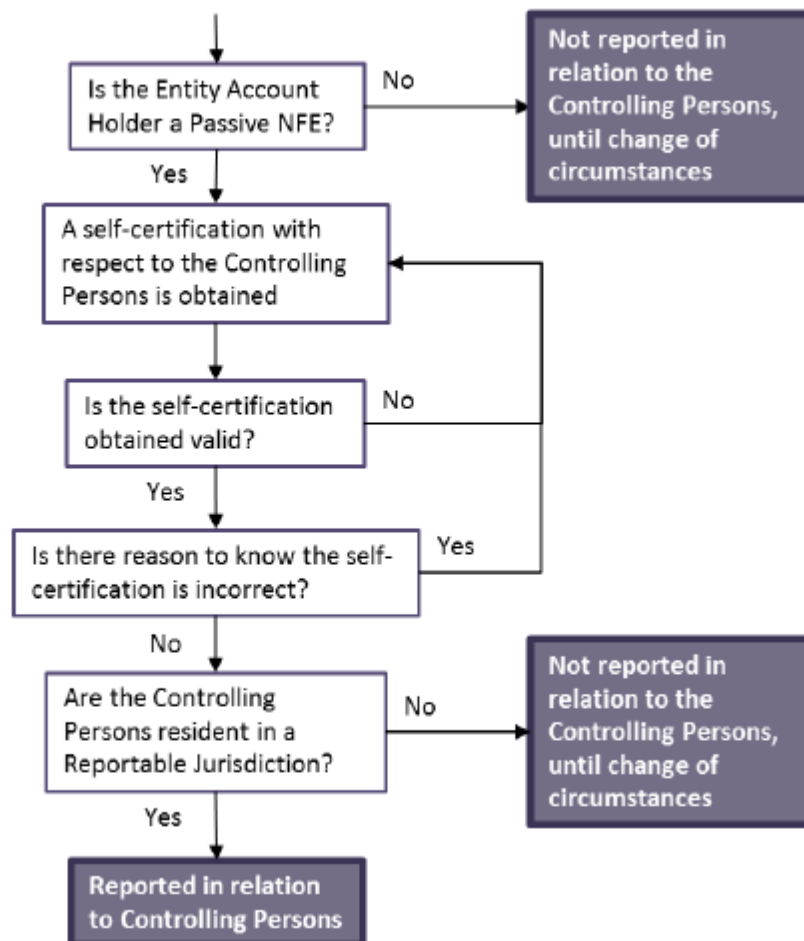 Is the Entity Account
Holder a Passive NFE?
No
Not reported in
relation to the
Controlling Persons,
until change of
circumstances
Yes
A self-certification with
respect to the Controlling
Persons is obtained
Is the self-certification
obtained valid?
No
Yes
Is there reason to know the self-
certification is incorrect?
Yes
No
Are the Controlling
Persons resident in a
Reportable Jurisdiction?
No
Not reported in
relation to the
Controlling Persons,
until change of
circumstances
Yes
Reported in relation
to Controlling Persons